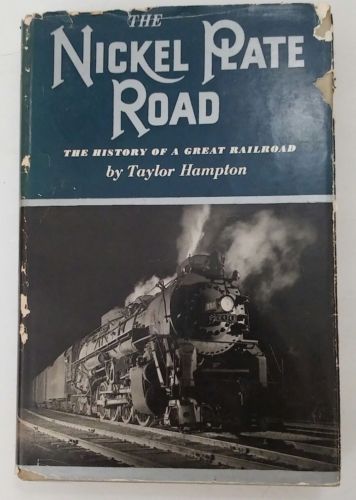 THE
NICKEL PLATE
ROAD
THE HISTORY OF A GREAT RAILROAD
by Taylor Hampton